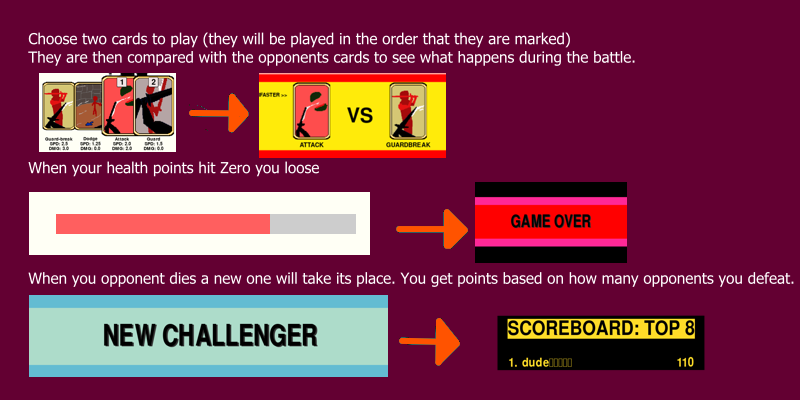 Choose two cards to play (they will be played in the order that they are marked)
They are then compared with the opponents cards to see what happens during the battle.
1 2
Guard-break Dodge Attack Guard
SPD: 2.5 SPD: 1.25 SPD: 2.0 SPD: 1.5
DMG: 3.0 DMG: 0.0 DMG: 2.0 DMG: 0.0
FASTER >>
VS
ATTACK GUARDBREAK
When your health points hit Zero you loose
GAME OVER
When you opponent dies a new one will take its place. You get points based on how many opponents you defeat.
NEW CHALLENGER
SCOREBOARD: TOP 8
1. dude▯▯▯▯▯ 110